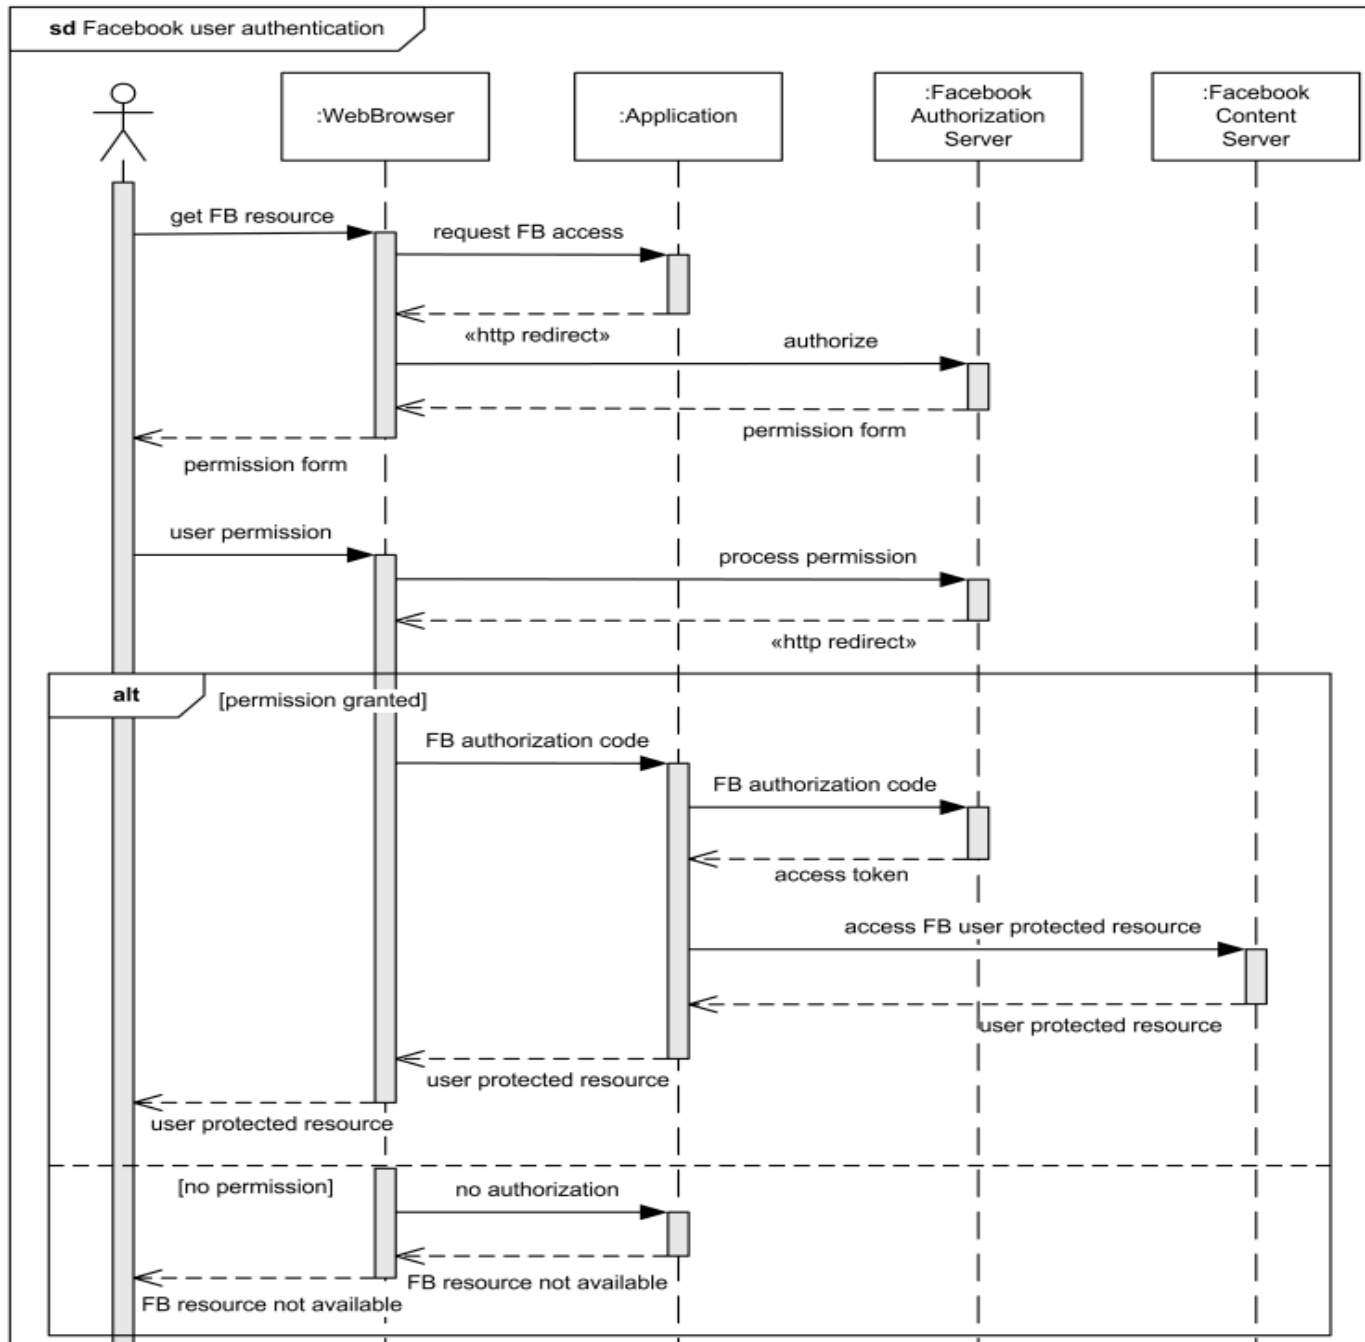 sd Facebook user authentication
:WebBrowser
:Application
:Facebook
Authorization
Server
:Facebook
Content
Server
get FB resource
request FB access
«http redirect»
authorize
permission form
permission form
user permission
process permission
«http redirect»
alt
[permission granted]
FB authorization code
FB authorization code
access token
access FB user protected resource
user protected resource
user protected resource
user protected resource
[no permission]
no authorization
FB resource not available
FB resource not available